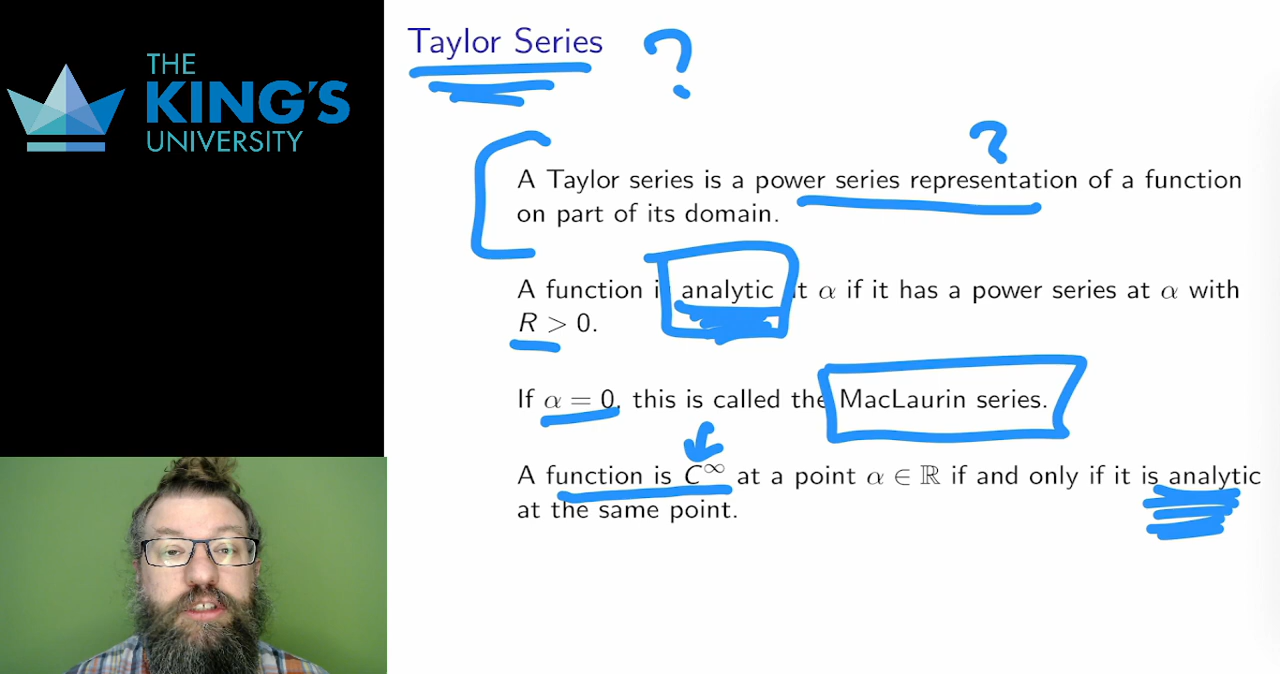 THE
KING'S
UNIVERSITY
Taylor Series ?
?
A Taylor series is a power series representation of a function
on part of its domain.
A function is analytic at α if it has a power series at α with
R > 0.
If α = 0, this is called the MacLaurin series.
A function is C∞ at a point α ∈ ℝ if and only if it is analytic
at the same point.